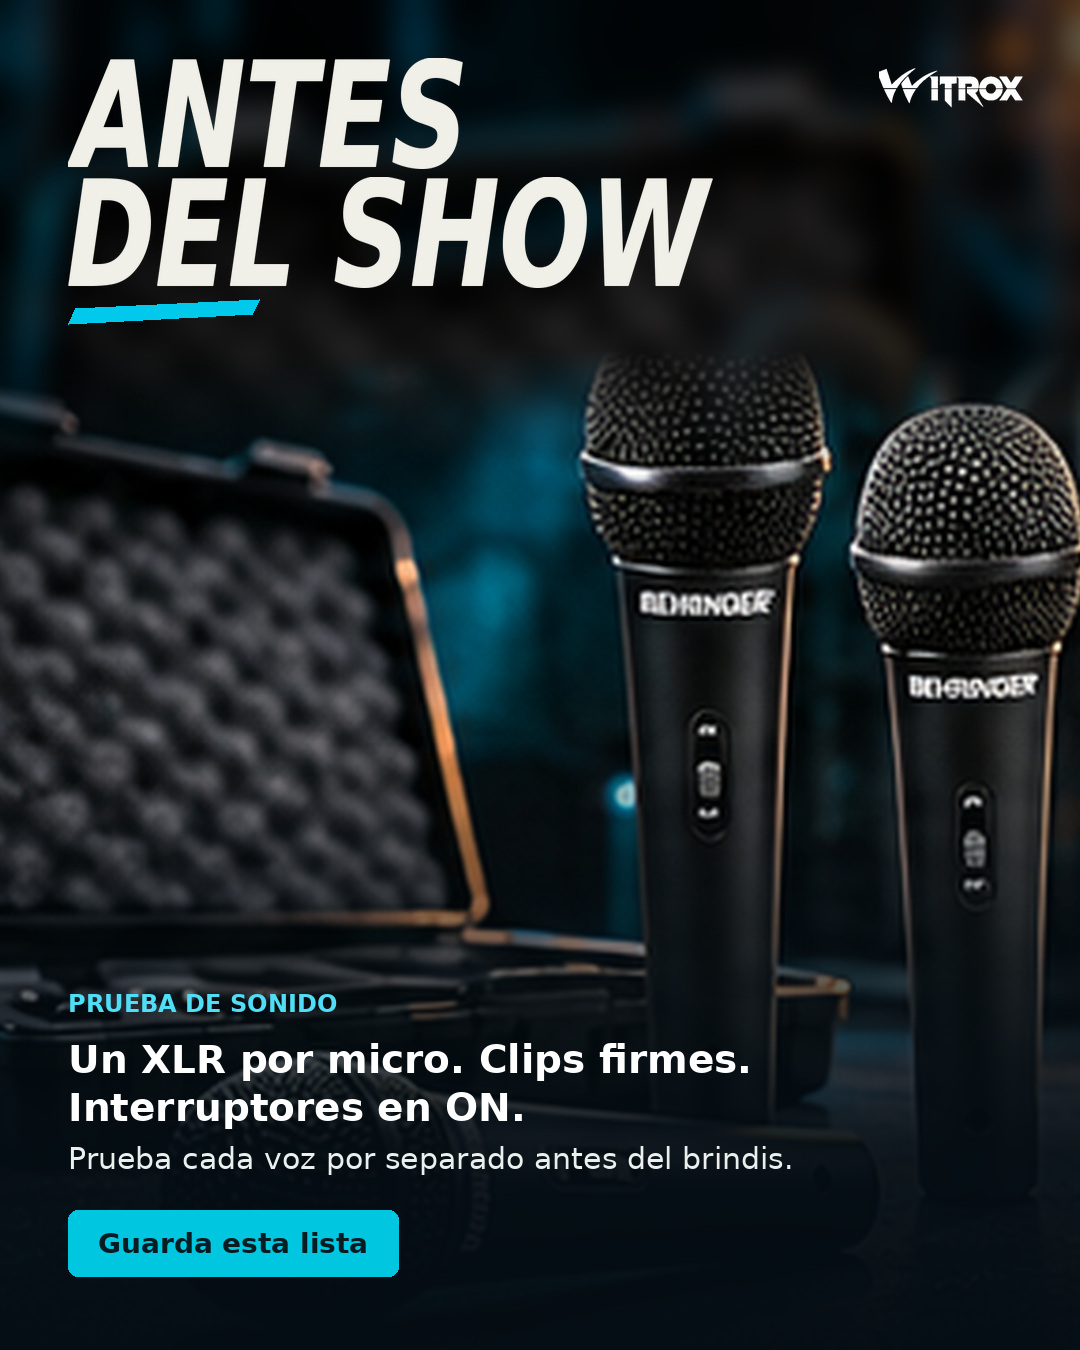 ANTES
DEL SHOW
WITROX
PRUEBA DE SONIDO
Un XLR por micro. Clips firmes.
Interruptores en ON.
Prueba cada voz por separado antes del brindis.
Guarda esta lista